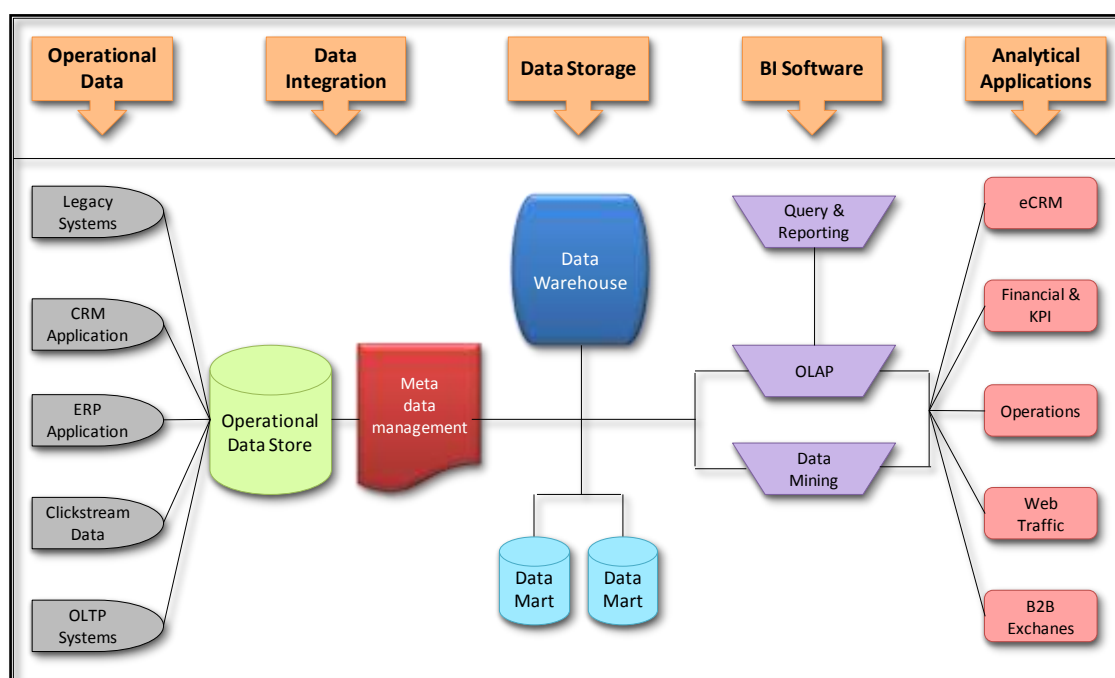 Operational
Data
Data
Integration
Data Storage
BI Software
Analytical
Applications
Legacy
Systems
CRM
Application
ERP
Application
Clickstream
Data
OLTP
Systems
Operational
Data Store
Meta
data
management
Data
Warehouse
Data
Mart
Data
Mart
Query &
Reporting
OLAP
Data
Mining
eCRM
Financial &
KPI
Operations
Web
Traffic
B2B
Exchanes